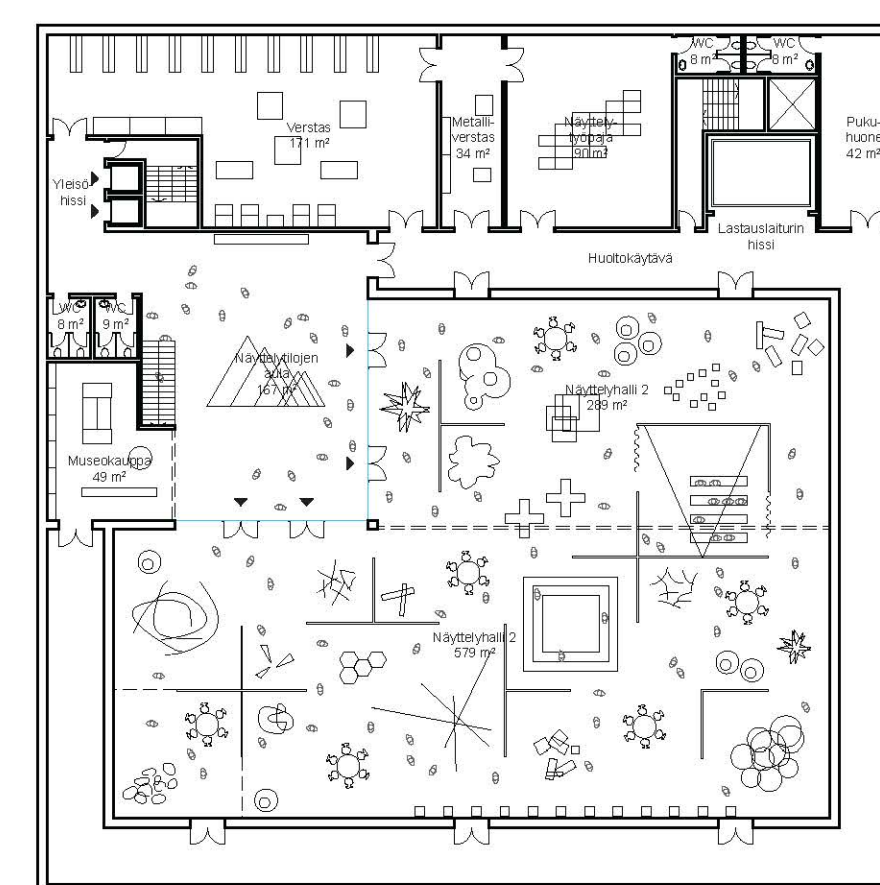 WC
8 m²
WC
8 m²
Verstas
171 m²
Metalli-
verstas
34 m²
Näyttely-
työpaja
90 m²
Puku-
huone
42 m²
Yleisö-
hissi
Lastauslaiturin
hissi
Huoltokäytävä
WC
8 m²
WC
9 m²
Näyttelytilojen
aula
167 m²
Näyttelyhalli 2
289 m²
Museokauppa
49 m²
Näyttelyhalli 2
579 m²